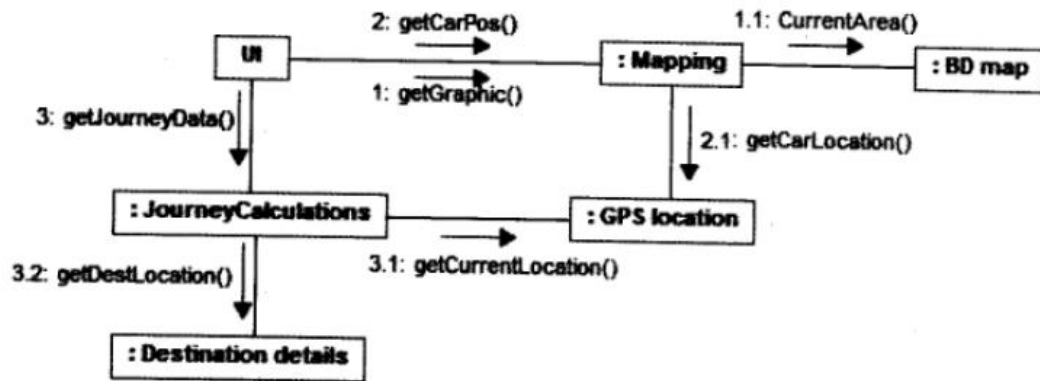 2: getCarPos()
1.1: CurrentArea()
UI
: Mapping
: BD map
1: getGraphic()
3: getJourneyData()
2.1: getCarLocation()
: JourneyCalculations
: GPS location
3.2: getDestLocation()
3.1: getCurrentLocation()
: Destination details